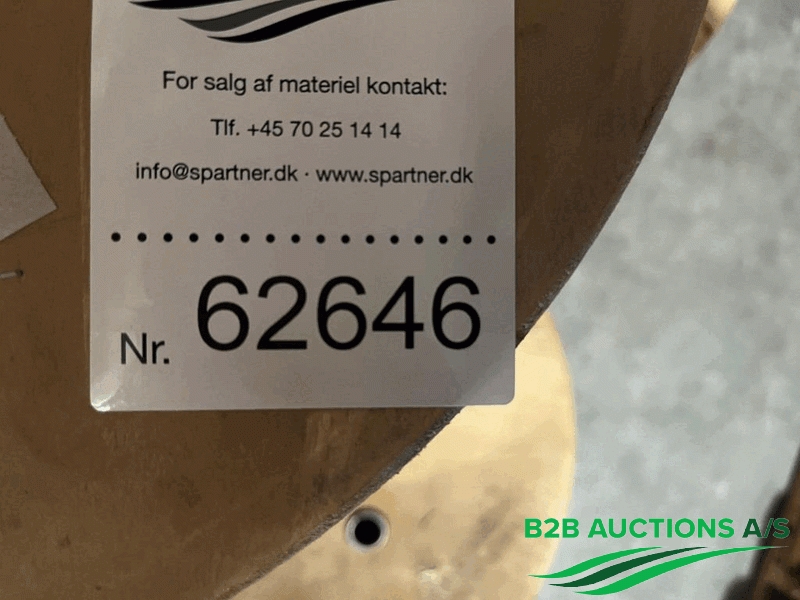 For salg af materiel kontakt:
Tlf. +45 70 25 14 14
info@spartner.dk · www.spartner.dk
Nr. 62646
B2B AUCTIONS A/S